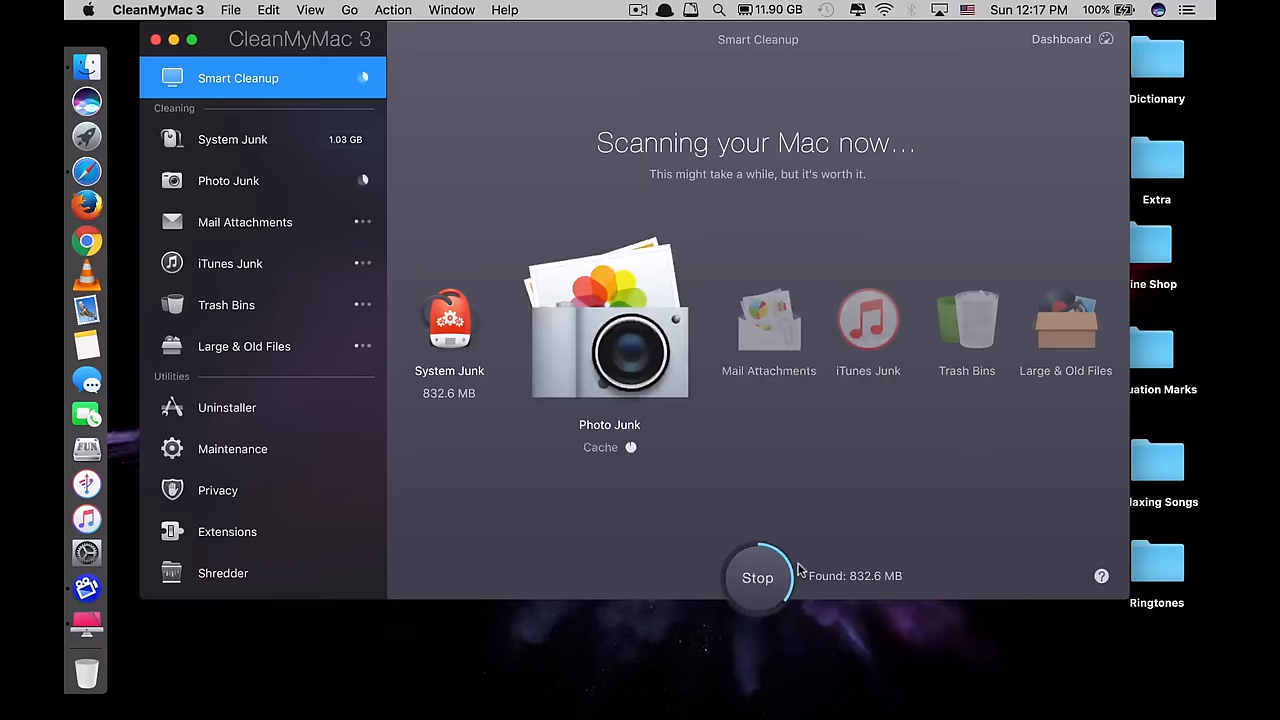 CleanMyMac 3 File Edit View Go Action Window Help 11.90 GB Sun 12:17 PM 100%
CleanMyMac 3
Smart Cleanup
Dashboard
Smart Cleanup
Cleaning
System Junk 1.03 GB
Photo Junk
Mail Attachments
iTunes Junk
Trash Bins
Large & Old Files
Utilities
Uninstaller
Maintenance
Privacy
Extensions
Shredder
Scanning your Mac now...
This might take a while, but it's worth it.
System Junk
832.6 MB
Photo Junk
Cache
Mail Attachments
iTunes Junk
Trash Bins
Large & Old Files
Stop
Found: 832.6 MB
?
Dictionary
Extra
ine Shop
uation Marks
laxing Songs
Ringtones
FUN